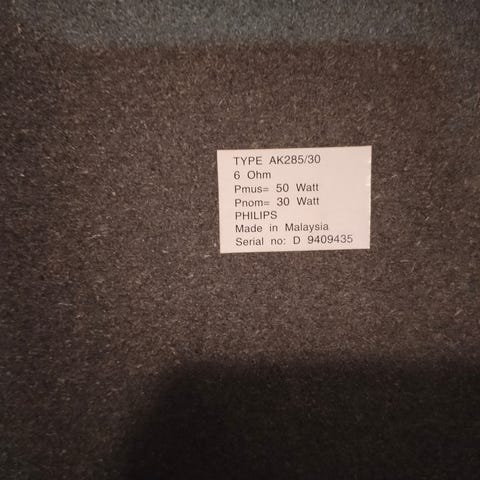 TYPE AK285/30
6 Ohm
Pmus= 50 Watt
Pnom= 30 Watt
PHILIPS
Made in Malaysia
Serial no: D 9409435